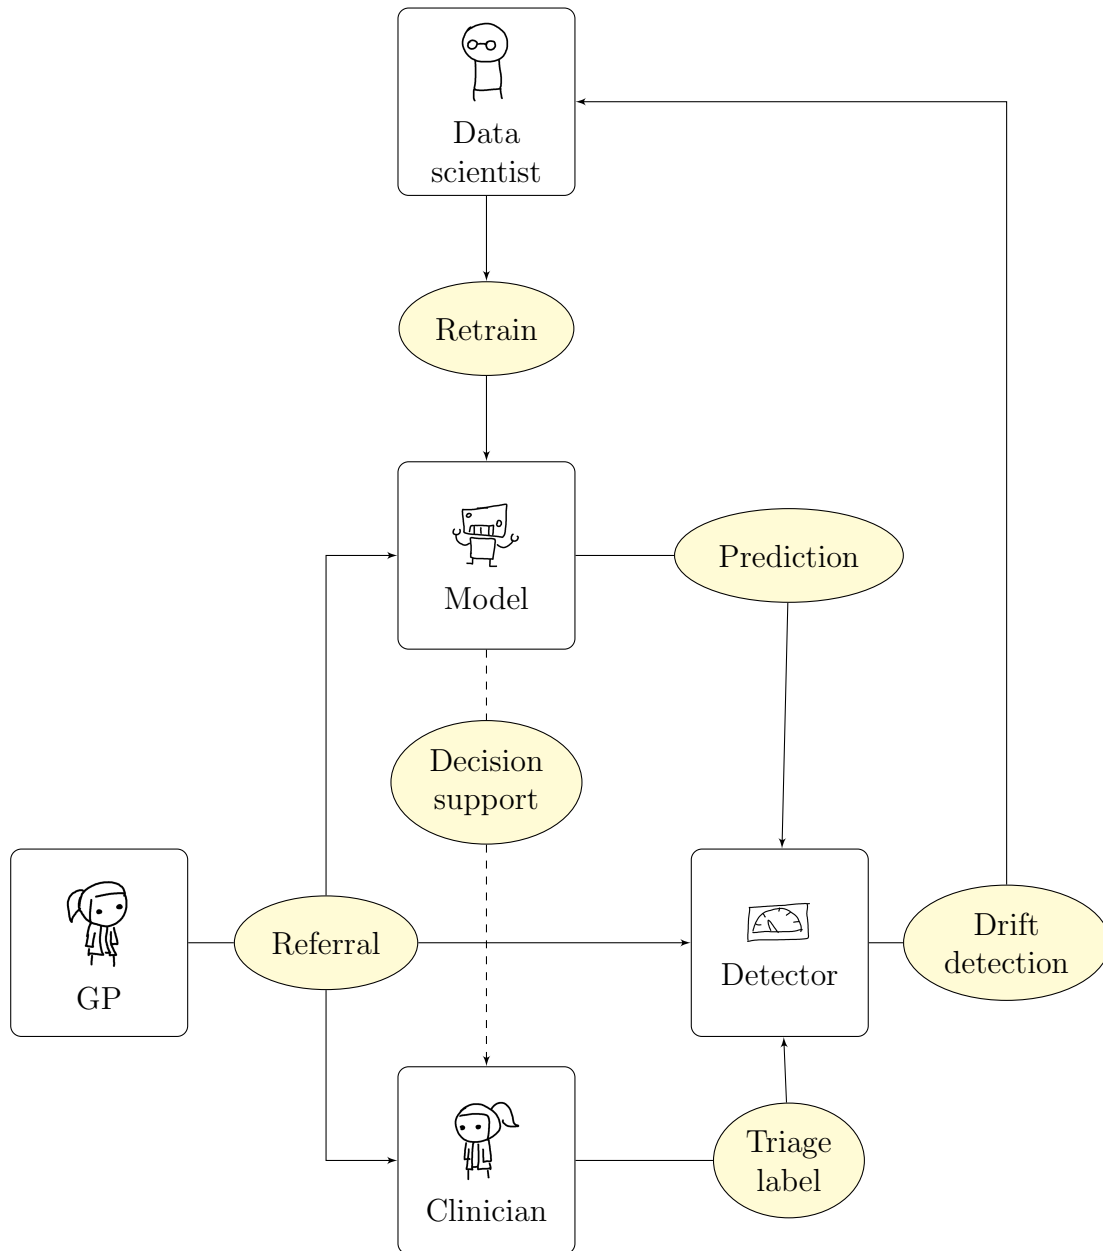 Data
scientist
Retrain
Model
Prediction
Decision
support
GP
Referral
Detector
Drift
detection
Clinician
Triage
label